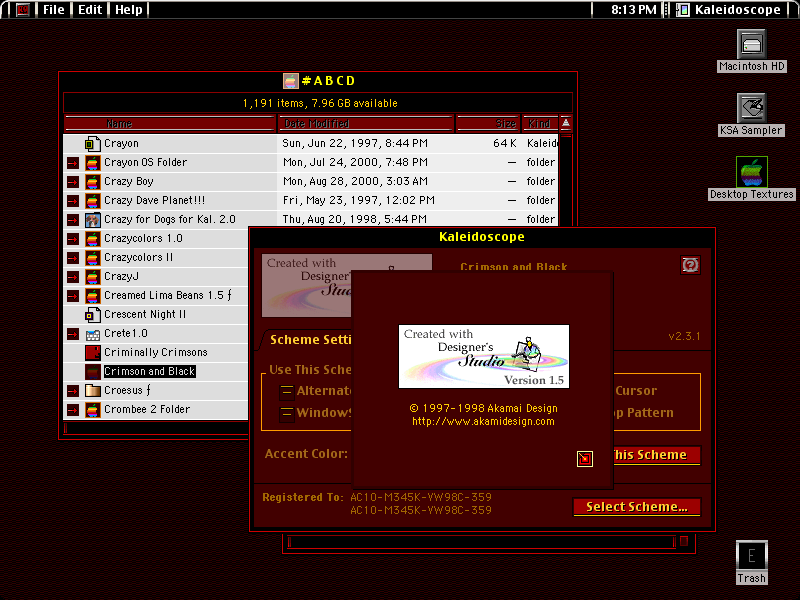 File Edit Help 8:13 PM Kaleidoscope
Macintosh HD
KSA Sampler
Desktop Textures
Trash
#ABCD
1,191 items, 7.96 GB available
Name Date Modified Size Kind
Crayon Sun, Jun 22, 1997, 8:44 PM 64 K Kaleid
Crayon OS Folder Mon, Jul 24, 2000, 7:48 PM — folder
Crazy Boy Mon, Aug 28, 2000, 3:03 AM — folder
Crazy Dave Planet!!! Fri, May 23, 1997, 12:02 PM — folder
Crazy for Dogs for Kal. 2.0 Thu, Aug 20, 1998, 5:44 PM — folder
Crazycolors 1.0
Crazycolors II
CrazyJ
Creamed Lima Beans 1.5 ƒ
Crescent Night II
Crete1.0
Criminally Crimsons
Crimson and Black
Croesus ƒ
Crombee 2 Folder
Kaleidoscope
Created with
Designer's
Stu
Crimson and Black
v2.3.1
Scheme Setti
Use This Sche
Alternat
Cursor
Windows
op Pattern
Accent Color:
This Scheme
Registered To: AC10-M345K-YW98C-359
AC10-M345K-YW98C-359
Select Scheme...
Created with
Designer's
Studio
Version 1.5
© 1997-1998 Akamai Design
http://www.akamidesign.com